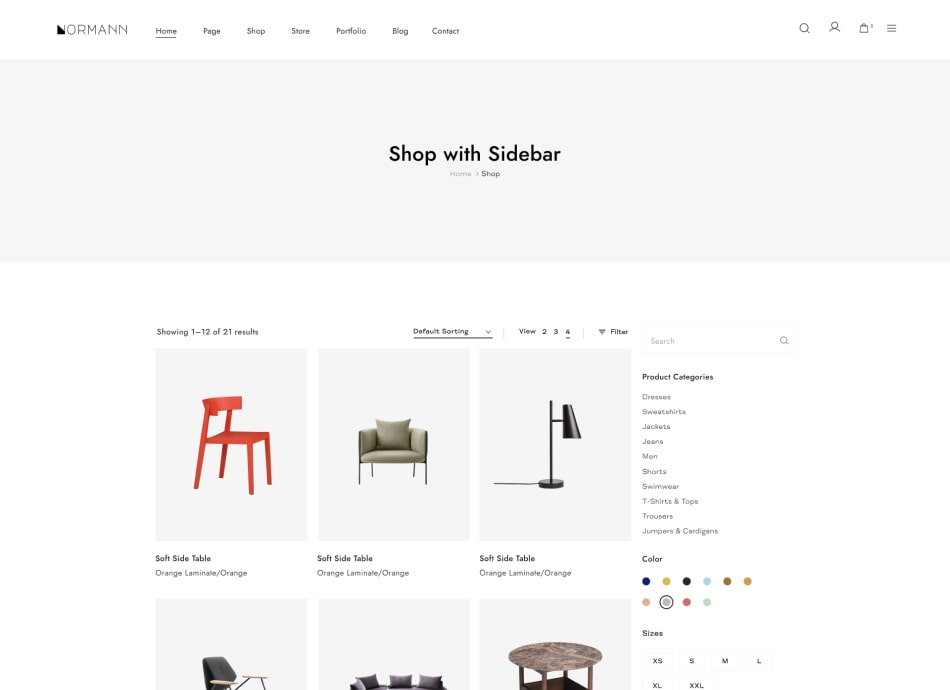 NORMANN
Home Page Shop Store Portfolio Blog Contact
0
Shop with Sidebar
Home > Shop
Showing 1–12 of 21 results
Default Sorting
View 2 3 4
Filter
Search
Product Categories
Dresses
Sweatshirts
Jackets
Jeans
Men
Shorts
Swimwear
T-Shirts & Tops
Trousers
Jumpers & Cardigans
Soft Side Table
Orange Laminate/Orange
Soft Side Table
Orange Laminate/Orange
Soft Side Table
Orange Laminate/Orange
Color
Sizes
XS S M L
XL XXL